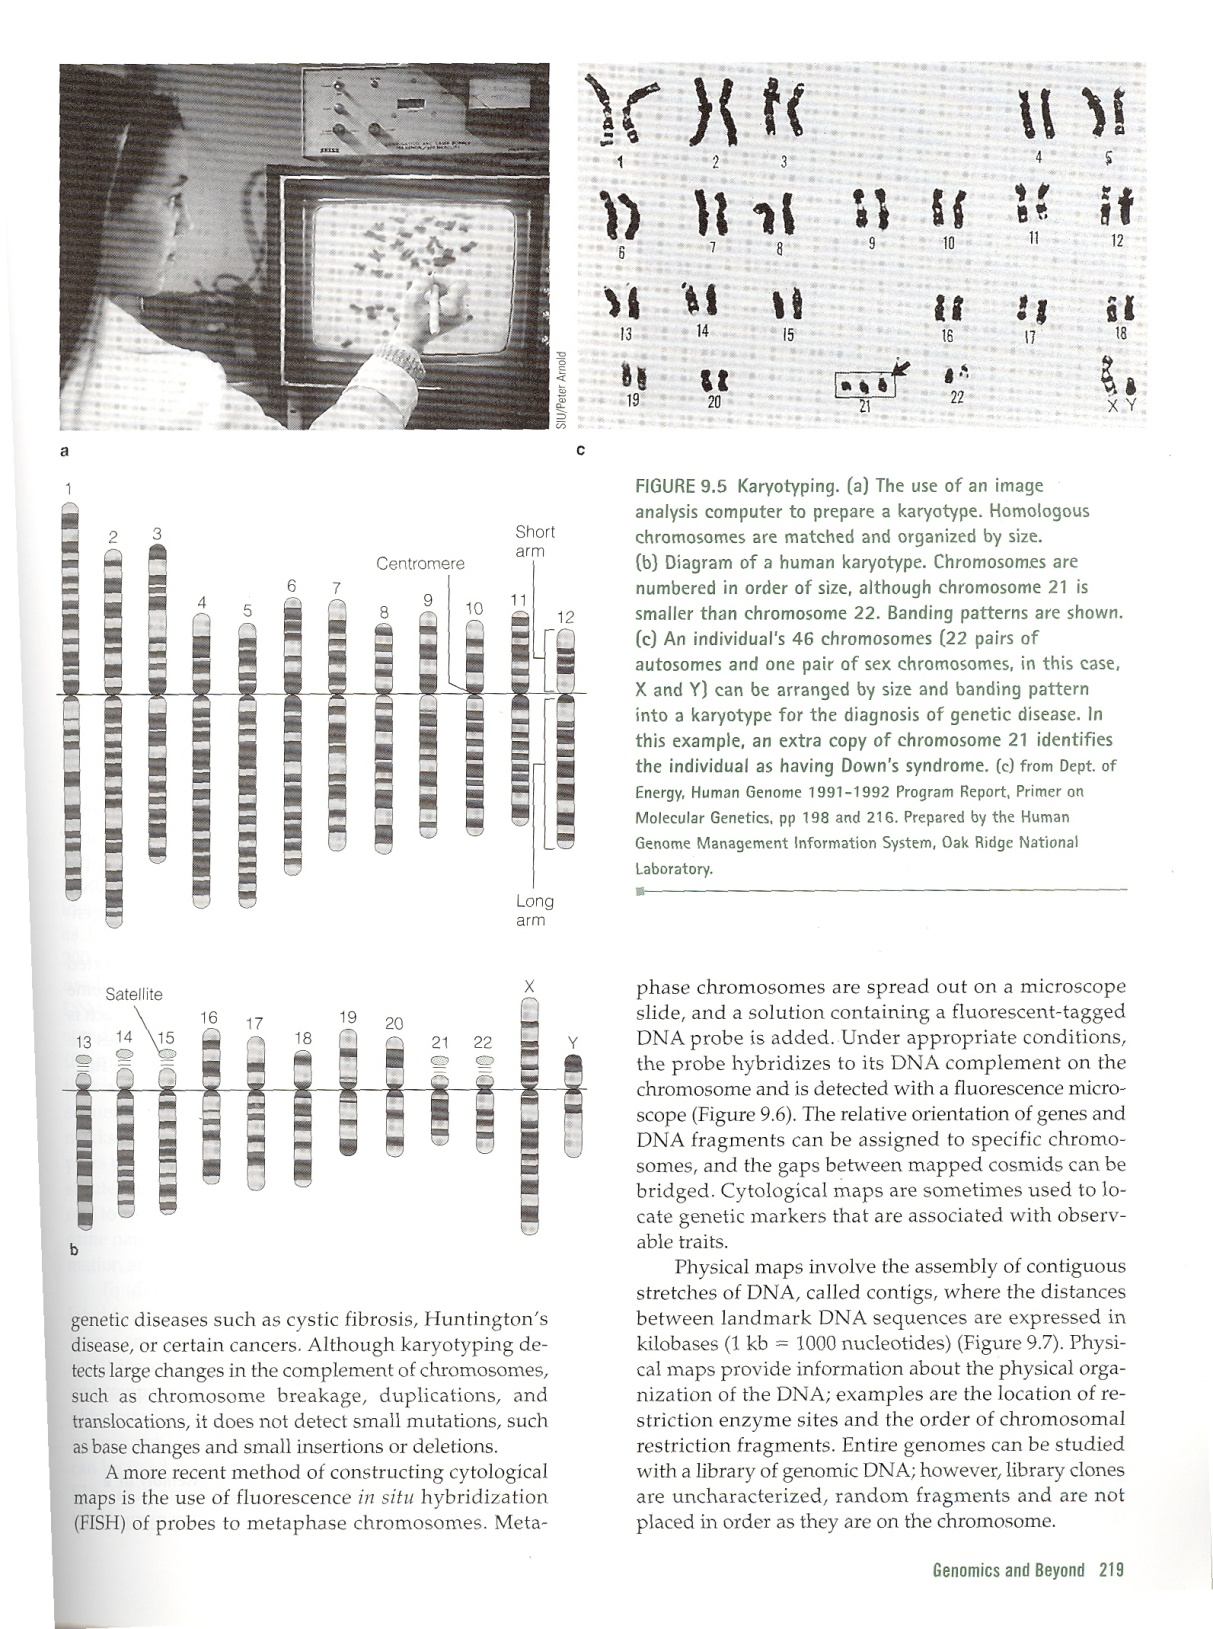 1 2 3 4 5
6 7 8 9 10 11 12
13 14 15 16 17 18
19 20 21 22 X Y
SIU/Peter Arnold
a
c
1
2
3
4
5
6
7
8
9
10
11
12
Centromere
Short
arm
Long
arm
Satellite
13
14
15
16
17
18
19
20
21
22
X
Y
b
FIGURE 9.5 Karyotyping. (a) The use of an image
analysis computer to prepare a karyotype. Homologous
chromosomes are matched and organized by size.
(b) Diagram of a human karyotype. Chromosomes are
numbered in order of size, although chromosome 21 is
smaller than chromosome 22. Banding patterns are shown.
(c) An individual's 46 chromosomes (22 pairs of
autosomes and one pair of sex chromosomes, in this case,
X and Y) can be arranged by size and banding pattern
into a karyotype for the diagnosis of genetic disease. In
this example, an extra copy of chromosome 21 identifies
the individual as having Down's syndrome. (c) from Dept. of
Energy, Human Genome 1991-1992 Program Report, Primer on
Molecular Genetics, pp 198 and 216. Prepared by the Human
Genome Management Information System, Oak Ridge National
Laboratory.
genetic diseases such as cystic fibrosis, Huntington's
disease, or certain cancers. Although karyotyping de-
tects large changes in the complement of chromosomes,
such as chromosome breakage, duplications, and
translocations, it does not detect small mutations, such
as base changes and small insertions or deletions.
A more recent method of constructing cytological
maps is the use of fluorescence in situ hybridization
(FISH) of probes to metaphase chromosomes. Meta-
phase chromosomes are spread out on a microscope
slide, and a solution containing a fluorescent-tagged
DNA probe is added. Under appropriate conditions,
the probe hybridizes to its DNA complement on the
chromosome and is detected with a fluorescence micro-
scope (Figure 9.6). The relative orientation of genes and
DNA fragments can be assigned to specific chromo-
somes, and the gaps between mapped cosmids can be
bridged. Cytological maps are sometimes used to lo-
cate genetic markers that are associated with observ-
able traits.
Physical maps involve the assembly of contiguous
stretches of DNA, called contigs, where the distances
between landmark DNA sequences are expressed in
kilobases (1 kb = 1000 nucleotides) (Figure 9.7). Physi-
cal maps provide information about the physical orga-
nization of the DNA; examples are the location of re-
striction enzyme sites and the order of chromosomal
restriction fragments. Entire genomes can be studied
with a library of genomic DNA; however, library clones
are uncharacterized, random fragments and are not
placed in order as they are on the chromosome.
Genomics and Beyond 219